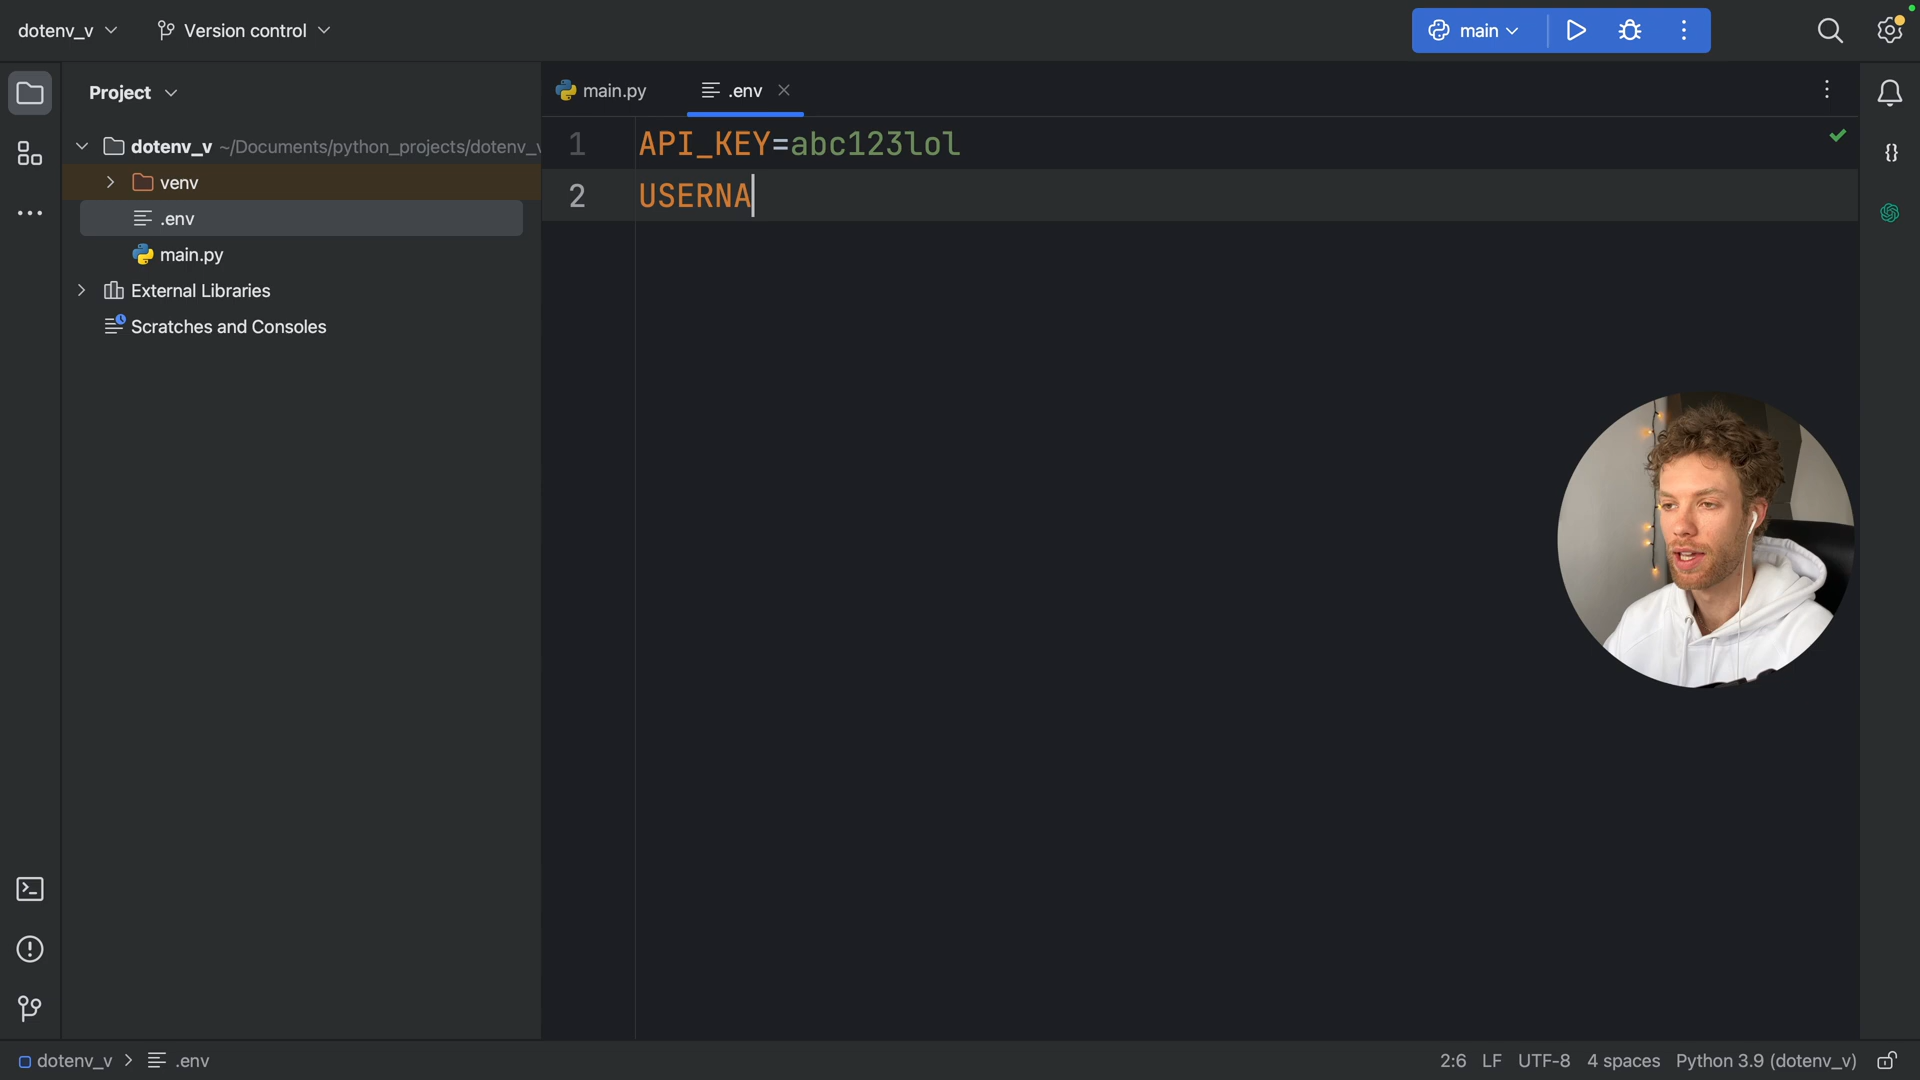 dotenv_v
Version control
main
Project
main.py
.env
dotenv_v ~/Documents/python_projects/dotenv_v
venv
.env
main.py
External Libraries
Scratches and Consoles
1 API_KEY=abc123lol
2 USERNA
{}
dotenv_v > .env
2:6 LF UTF-8 4 spaces Python 3.9 (dotenv_v)